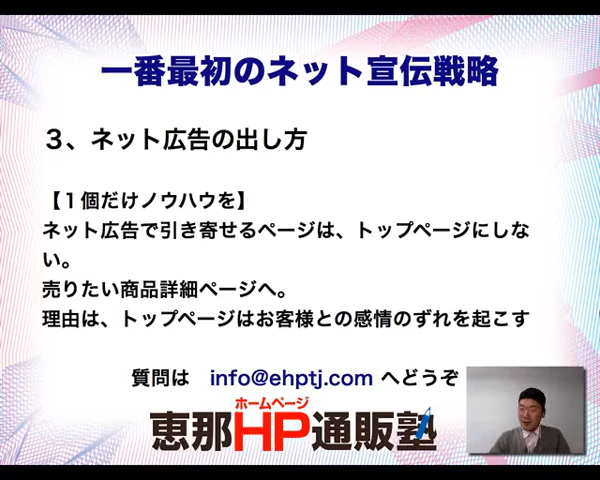 一番最初のネット宣伝戦略
３、ネット広告の出し方
【１個だけノウハウを】
ネット広告で引き寄せるページは、トップページにしな
い。
売りたい商品詳細ページへ。
理由は、トップページはお客様との感情のずれを起こす
質問は info@ehptj.com へどうぞ
ホームページ
恵那HP通販塾